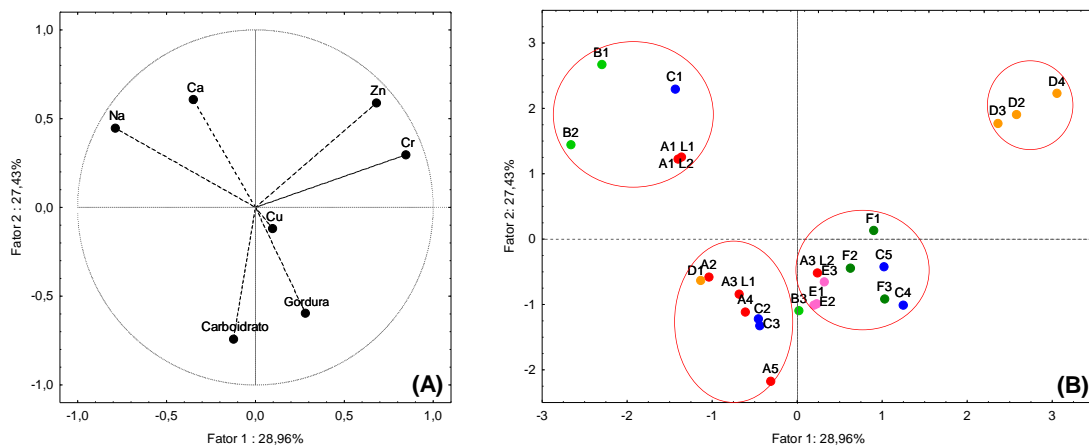 1,0
0,5
0,0
-0,5
-1,0
Fator 2 : 27,43%
Ca
Zn
Na
Cr
Cu
Gordura
Carboidrato
(A)
-1,0
-0,5
0,0
0,5
1,0
Fator 1 : 28,96%
3
2
1
0
-1
-2
Fator 2: 27,43%
B1
C1
D4
D3 D2
B2
A1 L1
A1 L2
F1
A2
D1
A3 L2
F2
C5
E3
A3 L1
A4
E1
F3
C4
C2
B3
E2
C3
A5
(B)
-3
-2
-1
0
1
2
3
Fator 1: 28,96%